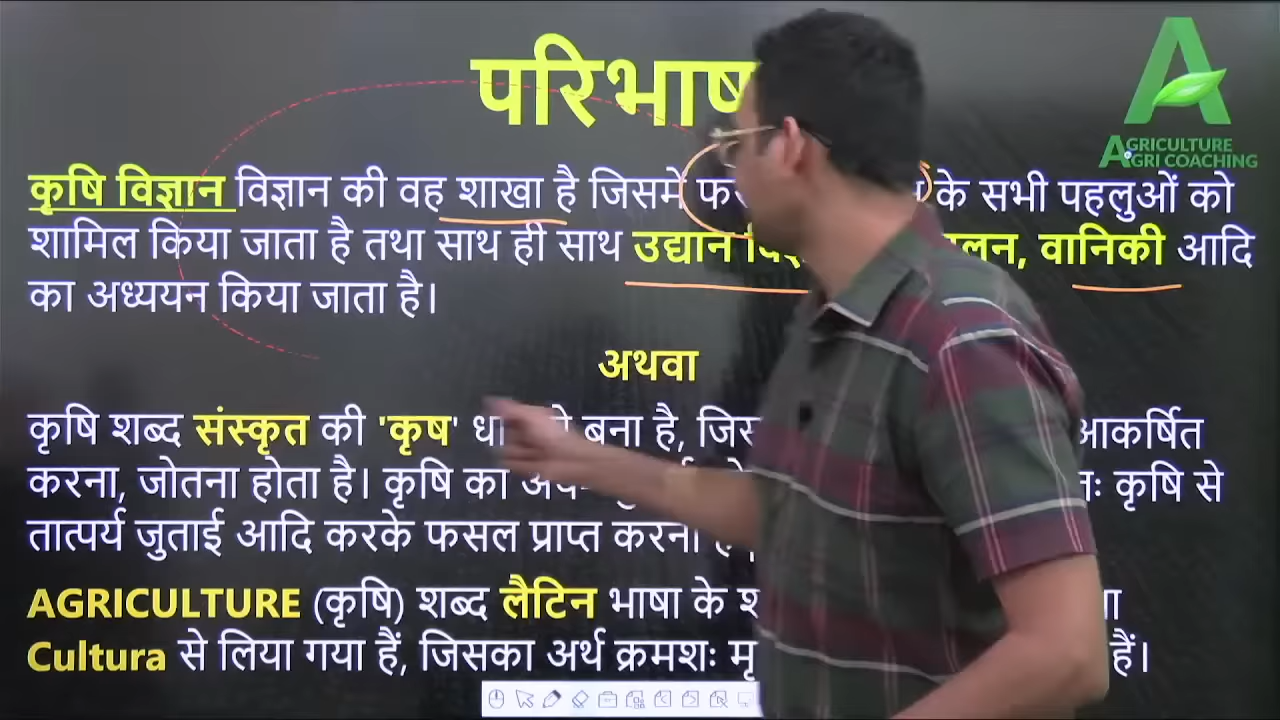 परिभाष
AGRICULTURE
AGRI COACHING
कृषि विज्ञान विज्ञान की वह शाखा है जिसमें के सभी पहलुओं को
शामिल किया जाता है तथा साथ ही साथ उद्यान वानिकी आदि
का अध्ययन किया जाता है।
अथवा
कृषि शब्द संस्कृत की 'कृष' बना है, आकर्षित
करना, जोतना होता है। कृषि का कृषि से
तात्पर्य जुताई आदि करके फसल प्राप्त करना
AGRICULTURE (कृषि) शब्द लैटिन भाषा के
Cultura से लिया गया हैं, जिसका अर्थ क्रमशः हैं।